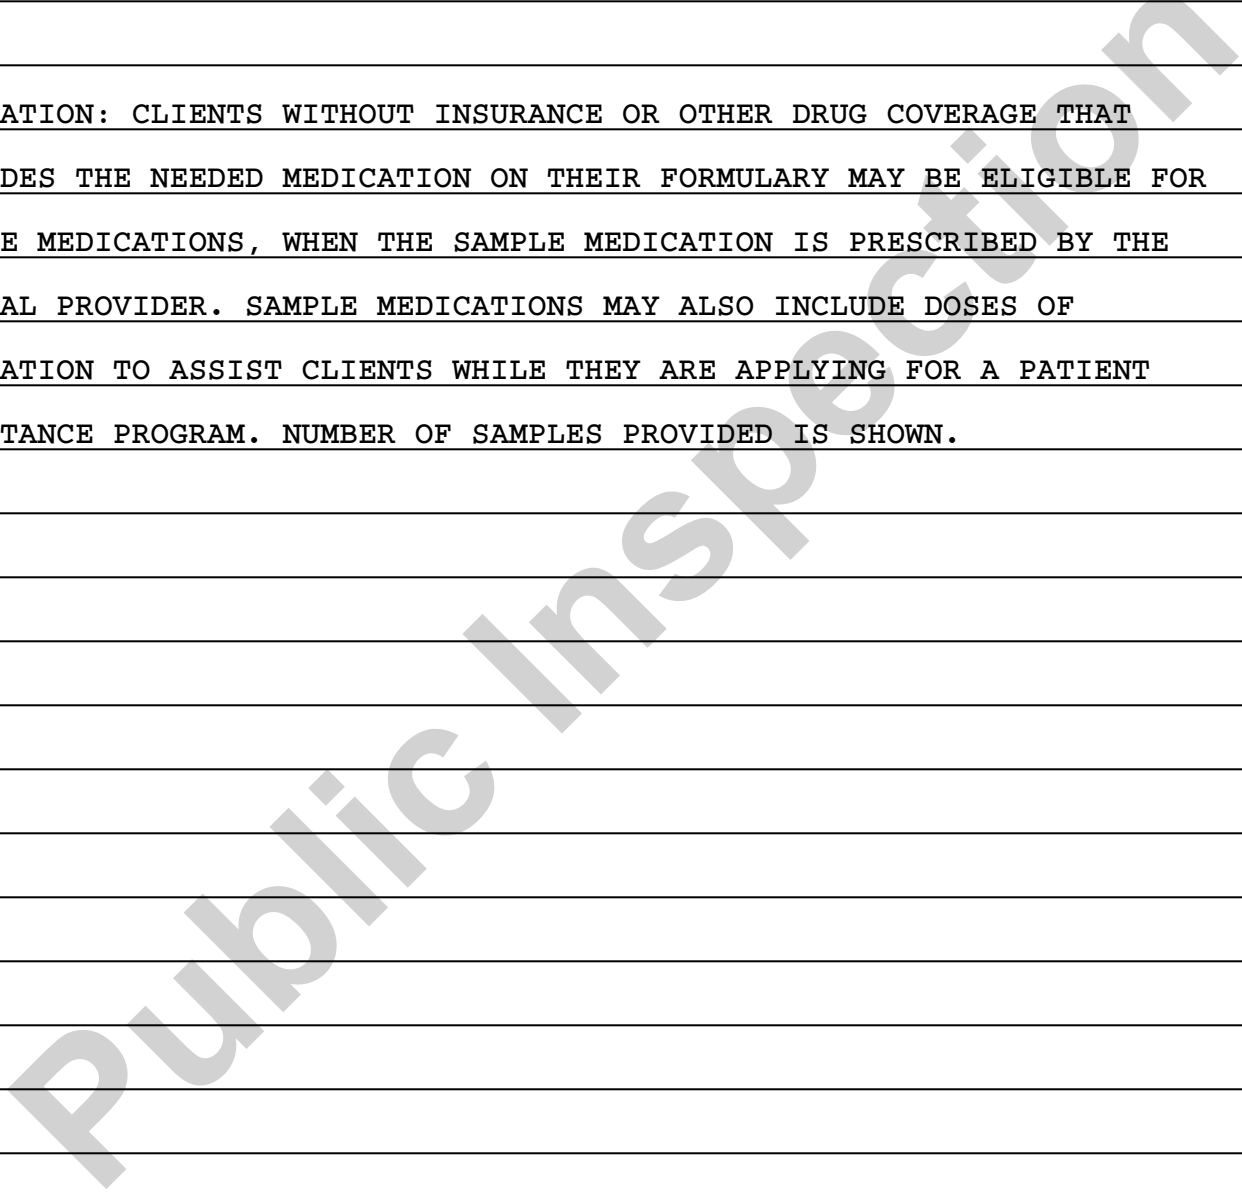 ATION: CLIENTS WITHOUT INSURANCE OR OTHER DRUG COVERAGE THAT
DES THE NEEDED MEDICATION ON THEIR FORMULARY MAY BE ELIGIBLE FOR
E MEDICATIONS, WHEN THE SAMPLE MEDICATION IS PRESCRIBED BY THE
AL PROVIDER. SAMPLE MEDICATIONS MAY ALSO INCLUDE DOSES OF
ATION TO ASSIST CLIENTS WHILE THEY ARE APPLYING FOR A PATIENT
TANCE PROGRAM. NUMBER OF SAMPLES PROVIDED IS SHOWN.
Public Inspection